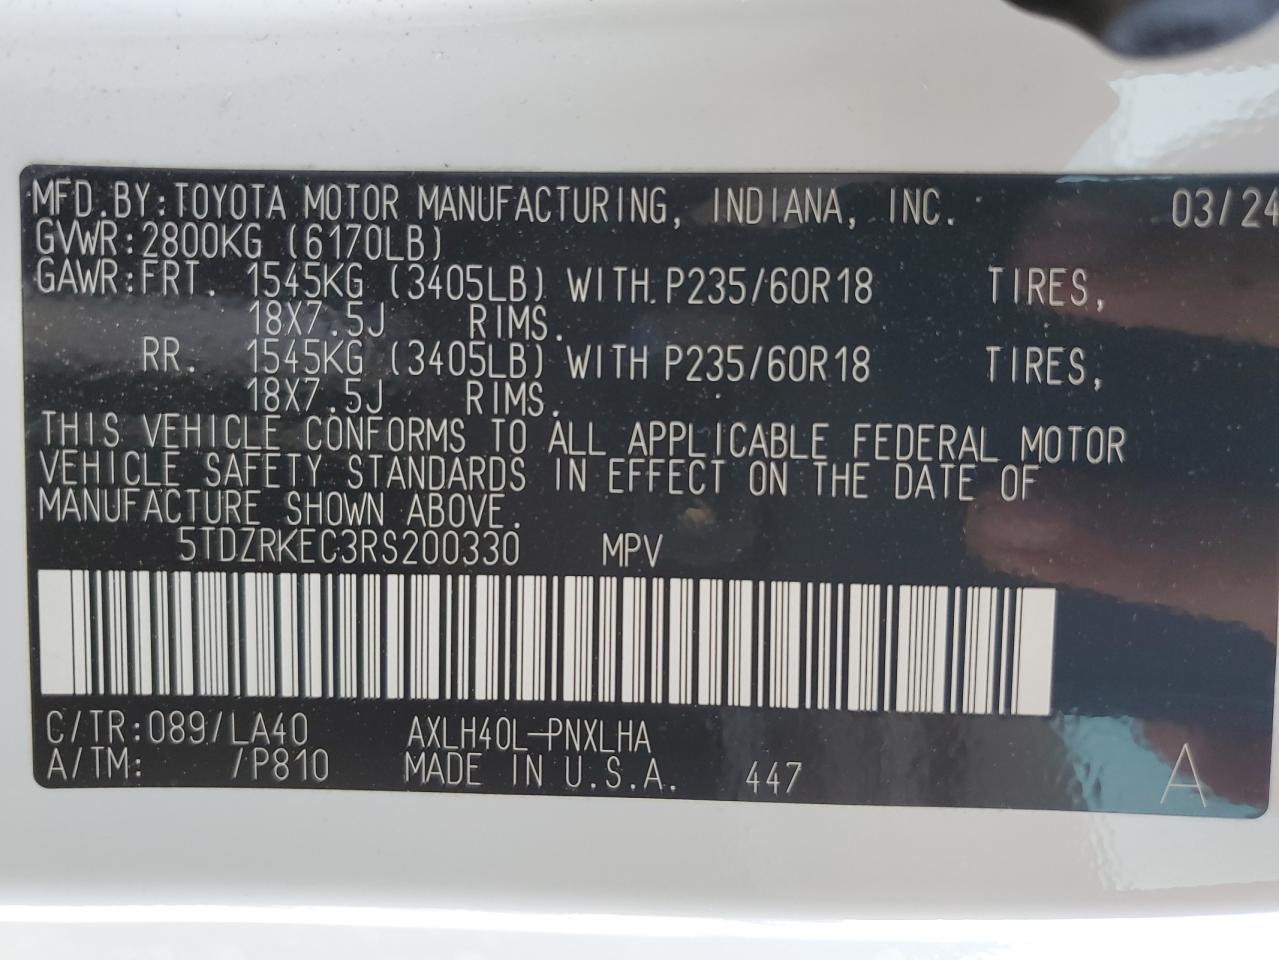 MFD.BY:TOYOTA MOTOR MANUFACTURING, INDIANA, INC. 03/24
GVWR:2800KG (6170LB)
GAWR:FRT. 1545KG (3405LB) WITH P235/60R18 TIRES,
18X7.5J RIMS.
RR. 1545KG (3405LB) WITH P235/60R18 TIRES,
18X7.5J RIMS.
THIS VEHICLE CONFORMS TO ALL APPLICABLE FEDERAL MOTOR
VEHICLE SAFETY STANDARDS IN EFFECT ON THE DATE OF
MANUFACTURE SHOWN ABOVE.
5TDZRKEC3RS200330 MPV
C/TR:089/LA40 AXLH40L-PNXLHA
A/TM: /P810 MADE IN U.S.A. 447 A